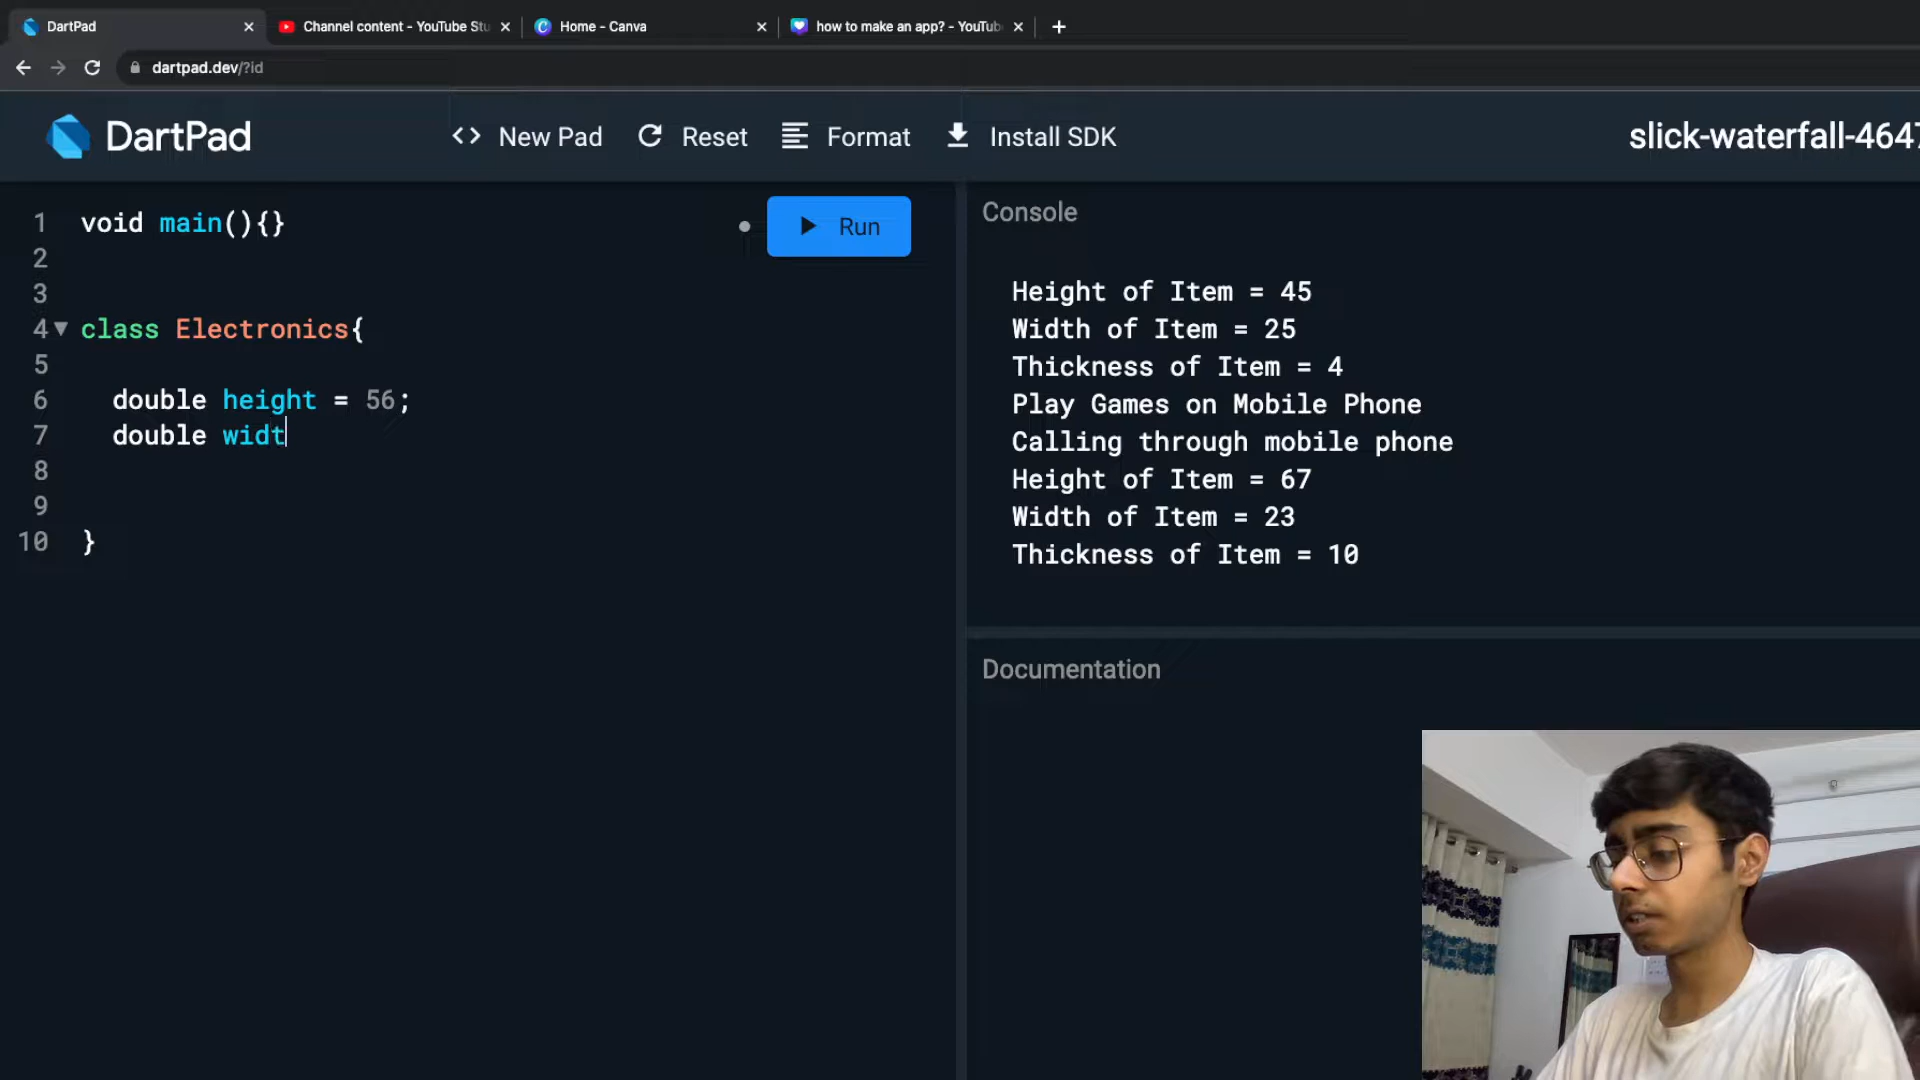 DartPad
Channel content - YouTube Stu
Home - Canva
how to make an app? - YouTub
dartpad.dev/?id
DartPad
<> New Pad
Reset
Format
Install SDK
slick-waterfall-4647
1 void main(){}
2
3
4 class Electronics{
5
6 double height = 56;
7 double widt
8
9
10 }
Run
Console
Height of Item = 45
Width of Item = 25
Thickness of Item = 4
Play Games on Mobile Phone
Calling through mobile phone
Height of Item = 67
Width of Item = 23
Thickness of Item = 10
Documentation